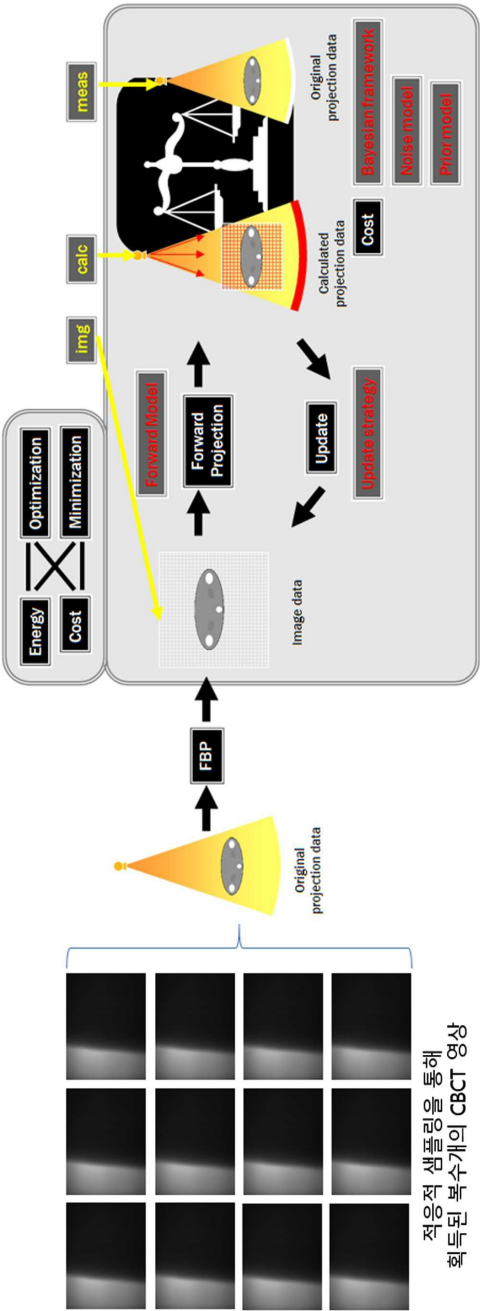 적응적 샘플링을 통해
획득된 복수개의 CBCT 영상
Original
projection data
FBP
Energy
Cost
Optimization
Minimization
img
calc
meas
Image data
Forward Model
Forward
Projection
Update
Update strategy
Calculated
projection data
Original
projection data
Cost
Bayesian framework
Noise model
Prior model